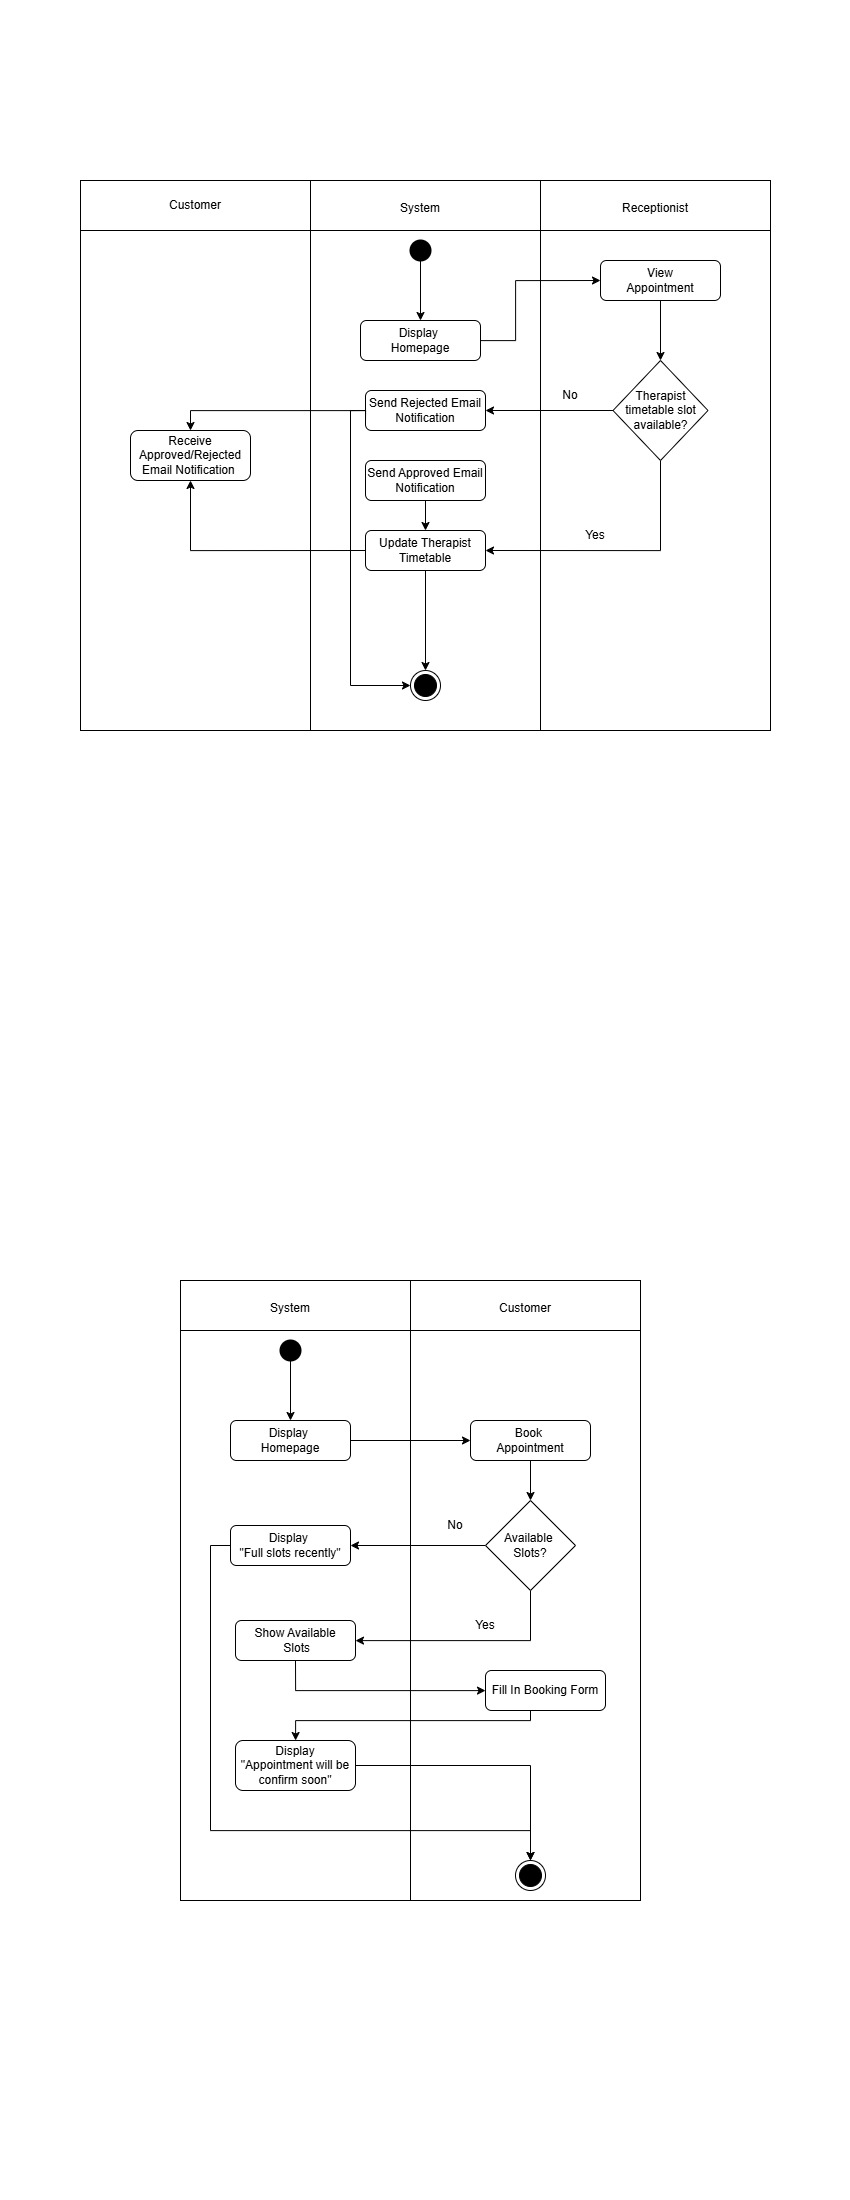 Customer
System
Receptionist
View
Appointment
Display
Homepage
Send Rejected Email
Notification
No
Therapist
timetable slot
available?
Receive
Approved/Rejected
Email Notification
Send Approved Email
Notification
Update Therapist
Timetable
Yes
System
Customer
Display
Homepage
Book
Appointment
Display
"Full slots recently"
No
Available
Slots?
Show Available
Slots
Yes
Fill In Booking Form
Display
"Appointment will be
confirm soon"